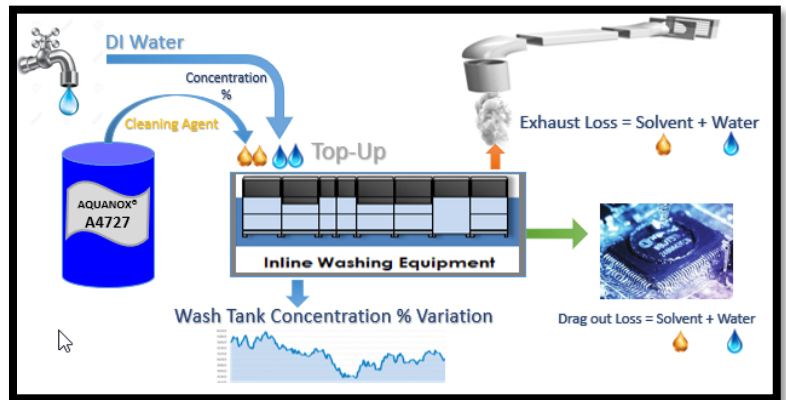 DI Water
Concentration
%
Cleaning Agent
Top-Up
Exhaust Loss = Solvent + Water
AQUANOX®
A4727
Inline Washing Equipment
Wash Tank Concentration % Variation
Drag out Loss = Solvent + Water